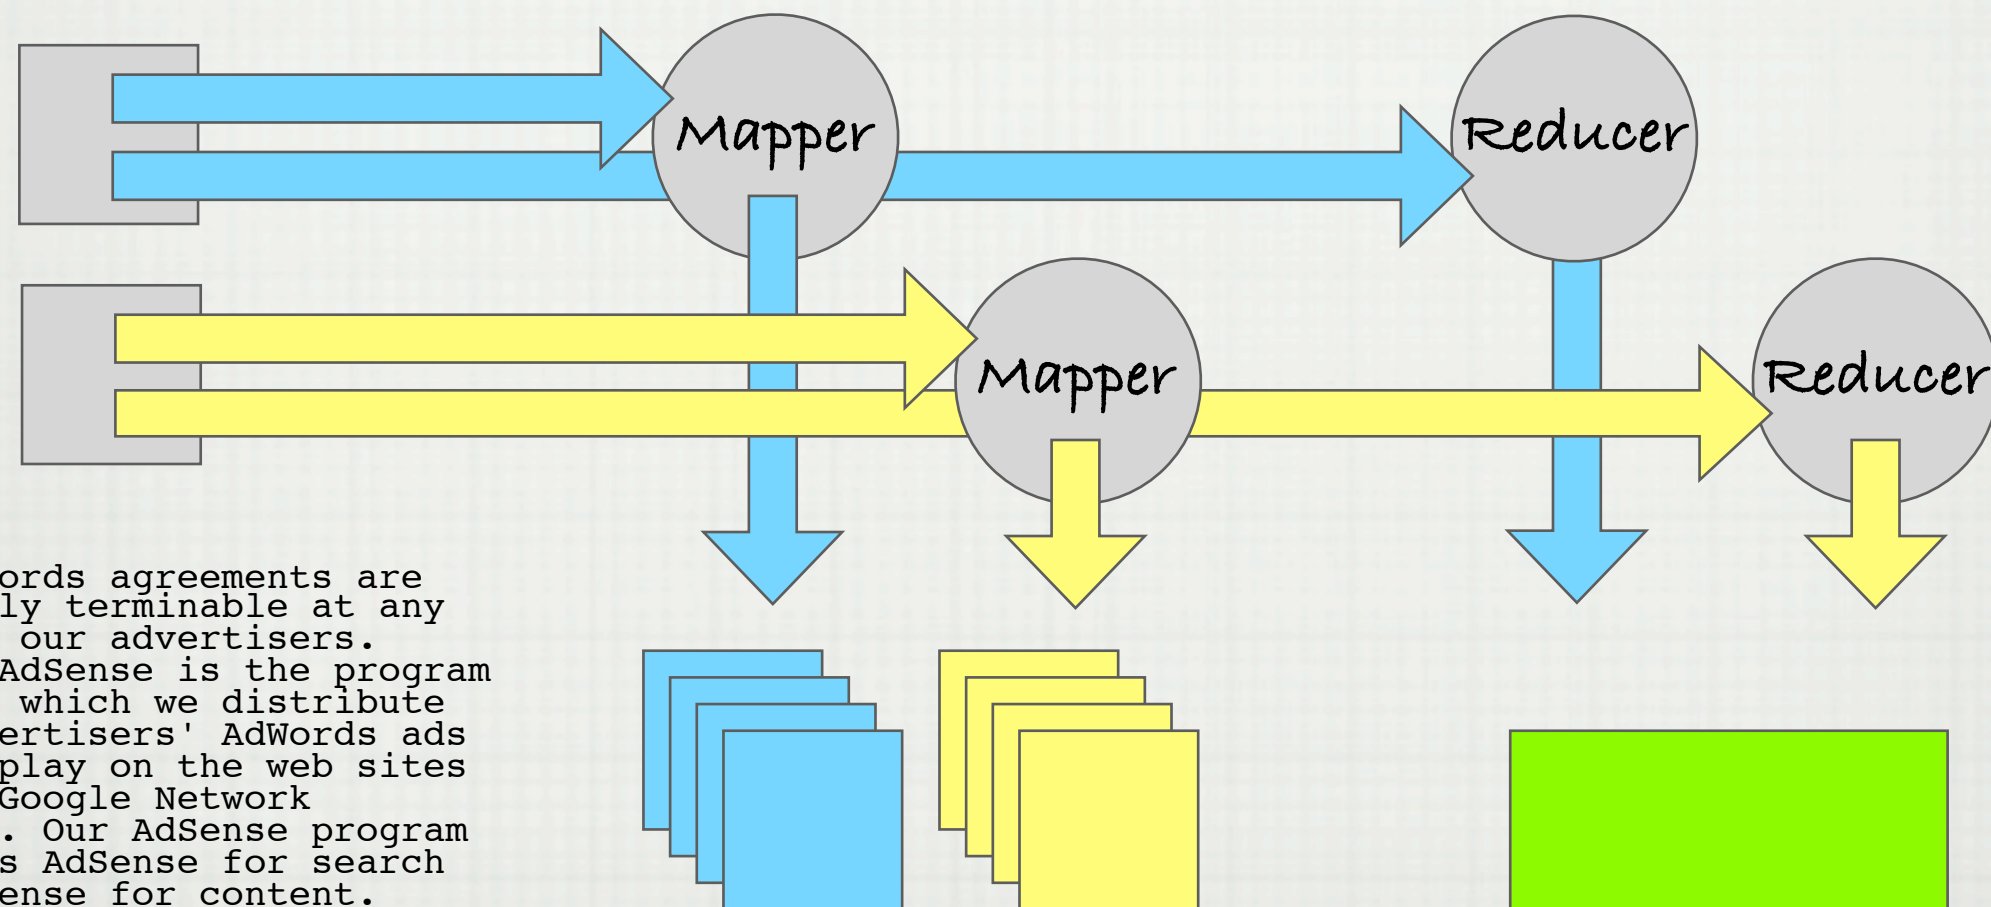 Mapper
Reducer
Mapper
Reducer
ords agreements are
ly terminable at any
our advertisers.
AdSense is the program
which we distribute
ertisers' AdWords ads
play on the web sites
Google Network
. Our AdSense program
s AdSense for search
ense for content.